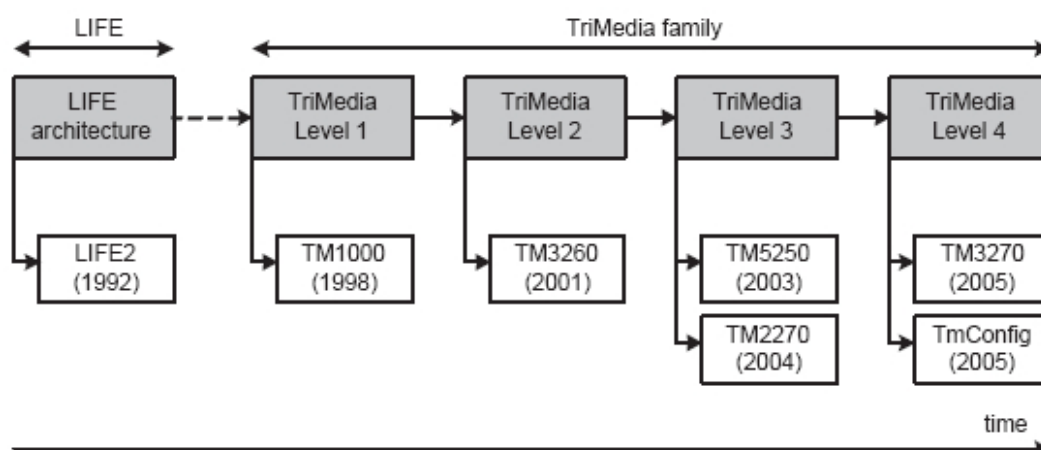 LIFE
TriMedia family
LIFE
architecture
TriMedia
Level 1
TriMedia
Level 2
TriMedia
Level 3
TriMedia
Level 4
LIFE2
(1992)
TM1000
(1998)
TM3260
(2001)
TM5250
(2003)
TM3270
(2005)
TM2270
(2004)
TmConfig
(2005)
time